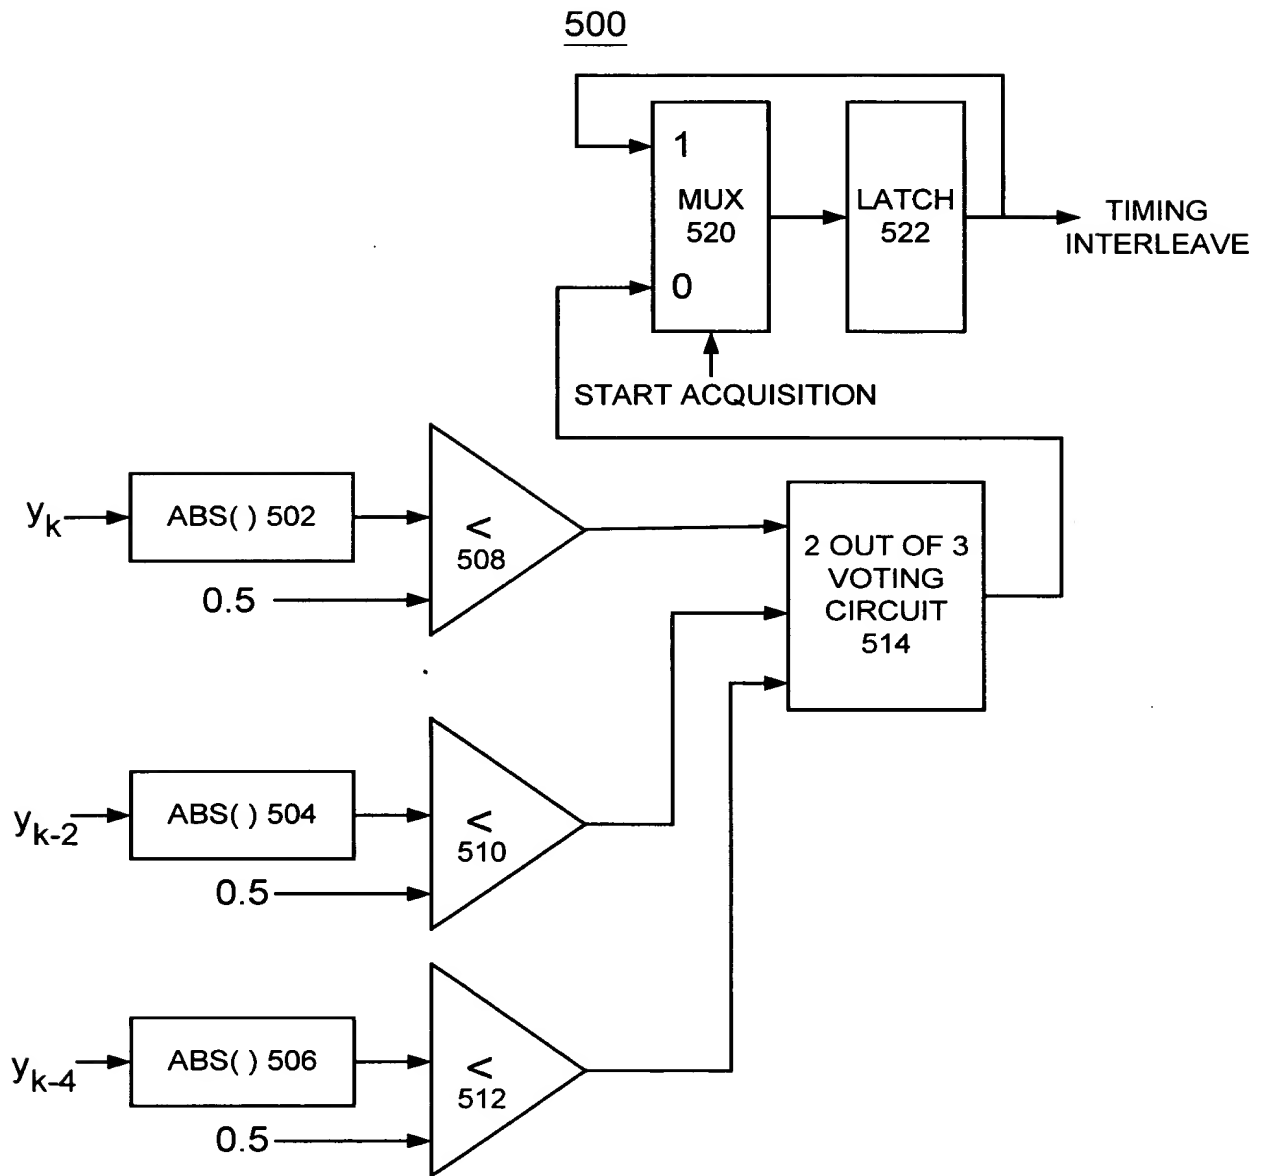 500
1
MUX
520
0
LATCH
522
TIMING
INTERLEAVE
START ACQUISITION
yk
ABS( ) 502
0.5
<
508
2 OUT OF 3
VOTING
CIRCUIT
514
yk-2
ABS( ) 504
0.5
<
510
yk-4
ABS( ) 506
0.5
<
512